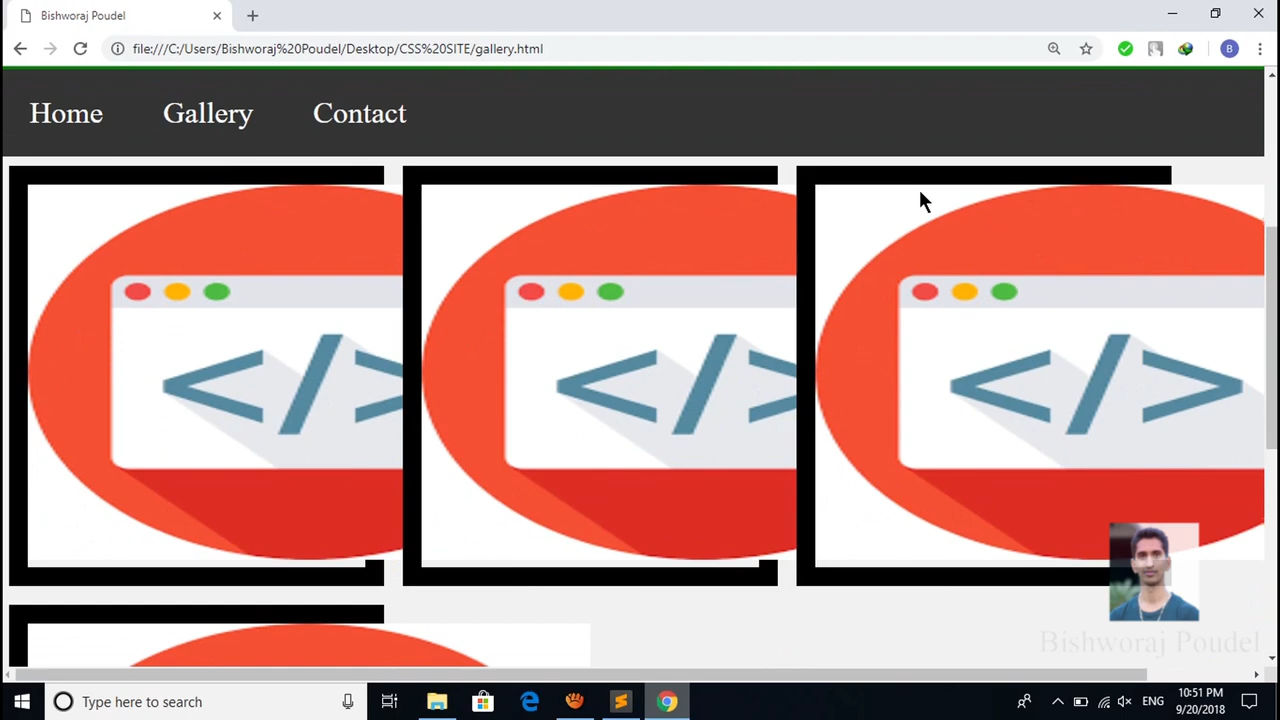 Bishworaj Poudel
file:///C:/Users/Bishworaj%20Poudel/Desktop/CSS%20SITE/gallery.html
B
Home Gallery Contact
</>
</>
</>
Bishworaj Poudel
Type here to search
ENG
10:51 PM
9/20/2018